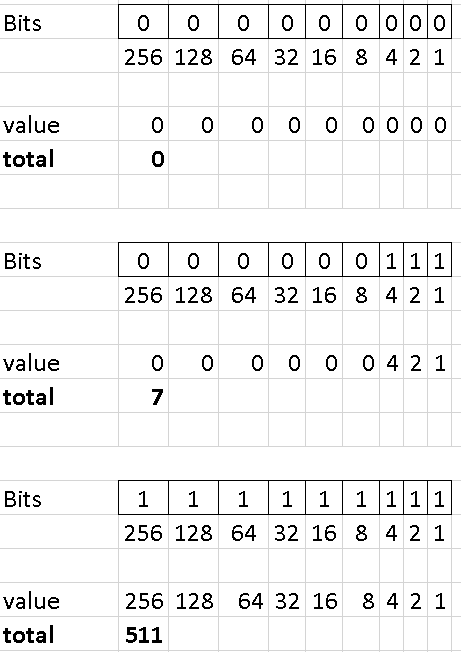 Bits 0 0 0 0 0 0 0 0 0
256 128 64 32 16 8 4 2 1
value 0 0 0 0 0 0 0 0 0
total 0
Bits 0 0 0 0 0 0 1 1 1
256 128 64 32 16 8 4 2 1
value 0 0 0 0 0 0 4 2 1
total 7
Bits 1 1 1 1 1 1 1 1 1
256 128 64 32 16 8 4 2 1
value 256 128 64 32 16 8 4 2 1
total 511